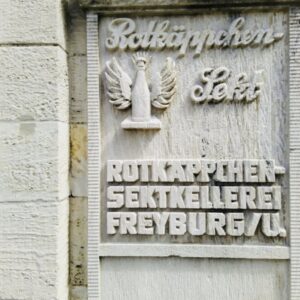 Rotkäppchen-
Sekt
ROTKÄPPCHEN-
SEKTKELLEREI
FREYBURG/U.